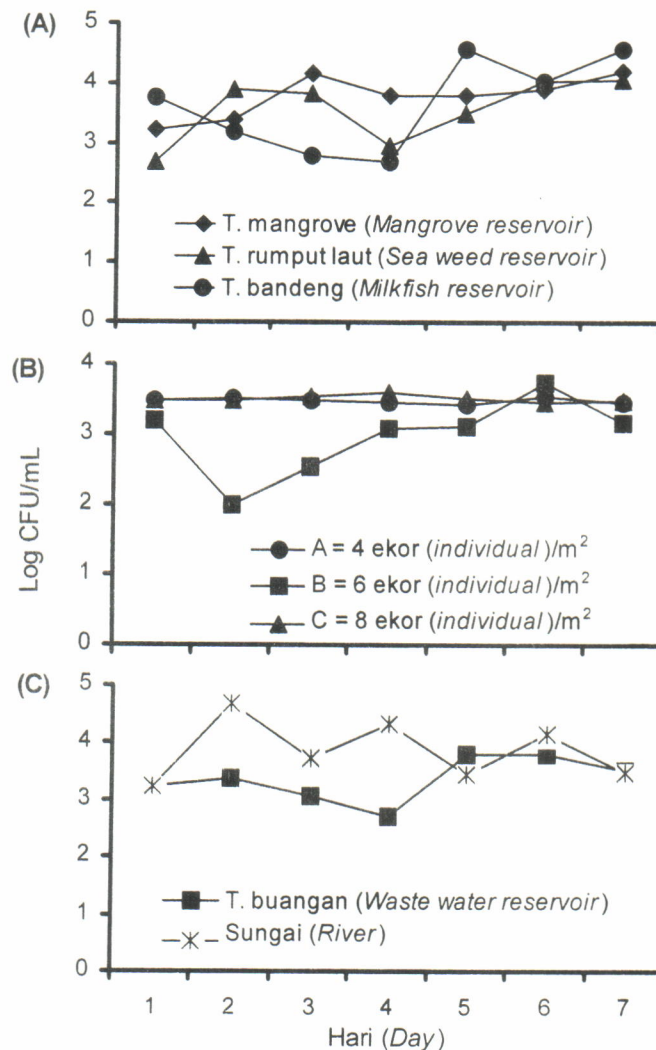 (A)
5
4
3
2
1
0
T. mangrove (Mangrove reservoir)
T. rumput laut (Sea weed reservoir)
T. bandeng (Milkfish reservoir)
(B)
4
3
2
1
0
Log CFU/mL
A = 4 ekor (individual)/m²
B = 6 ekor (individual)/m²
C = 8 ekor (individual)/m²
(C)
5
4
3
2
1
0
T. buangan (Waste water reservoir)
Sungai (River)
1 2 3 4 5 6 7
Hari (Day)